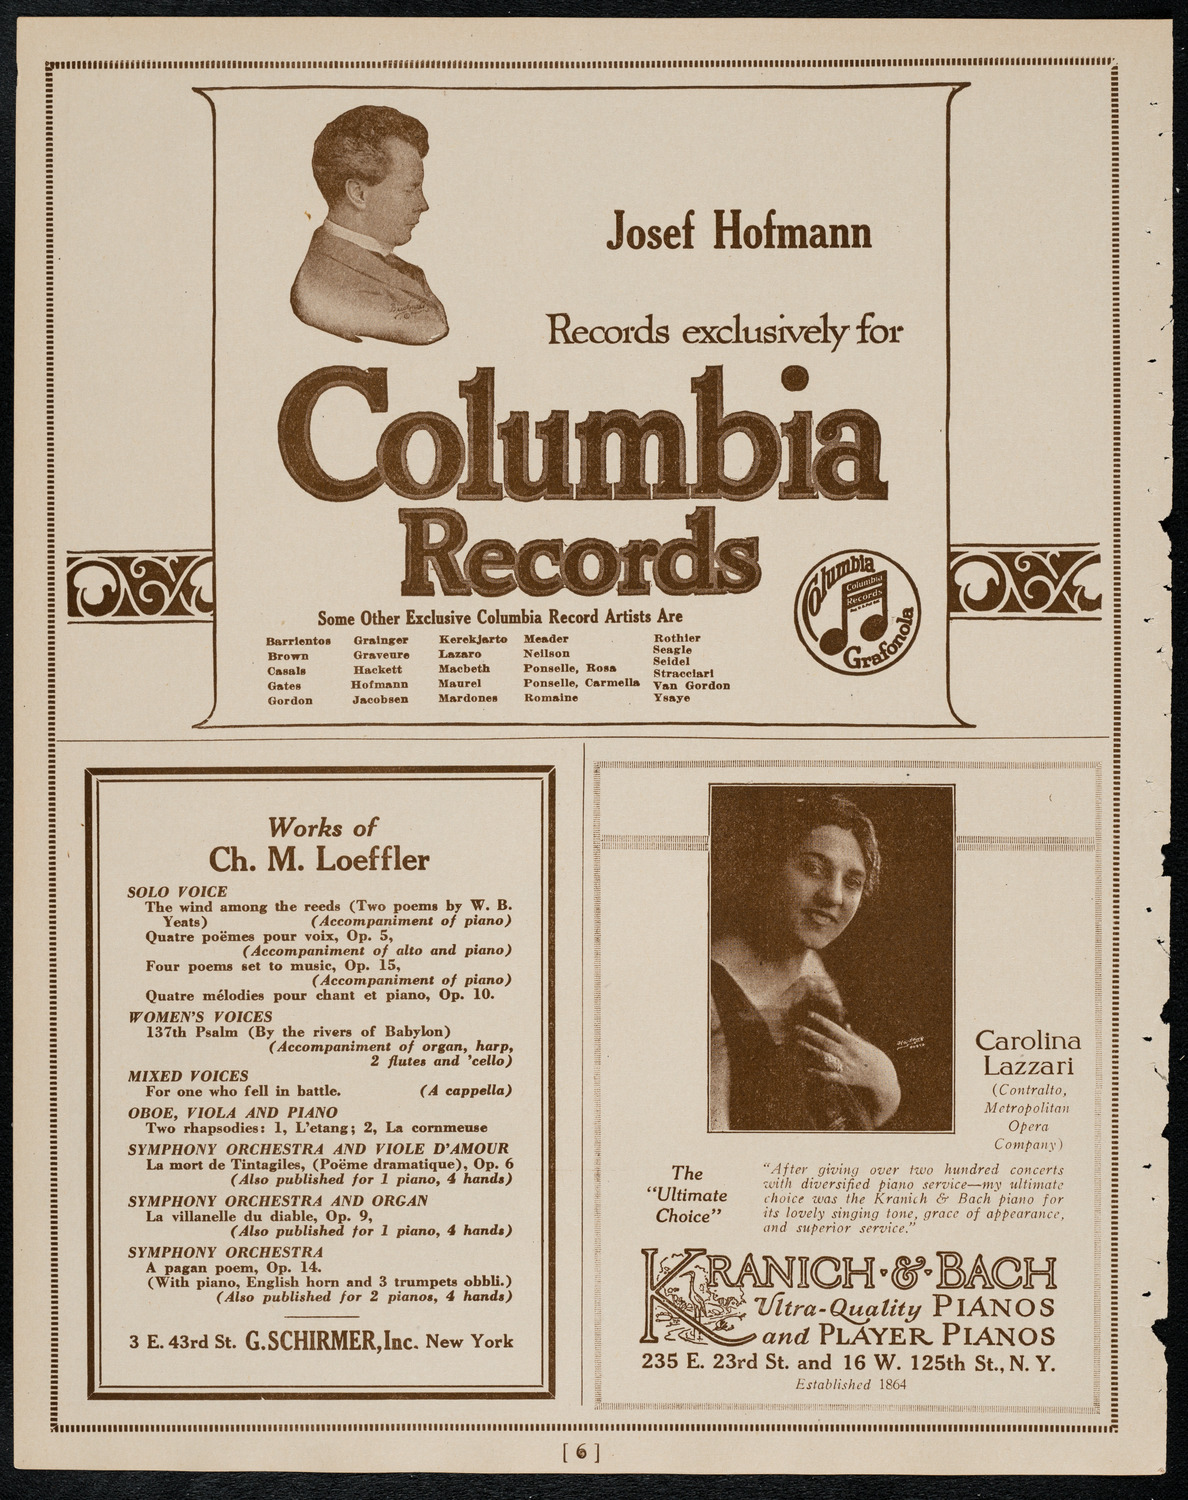 Josef Hofmann
Records exclusively for
Columbia
Records
Columbia
Columbia
Records
Grafonola
Some Other Exclusive Columbia Record Artists Are
Barrientos
Brown
Casals
Gates
Gordon
Grainger
Graveure
Hackett
Hofmann
Jacobsen
Kerekjarto
Lazaro
Macbeth
Maurel
Mardones
Meader
Neilson
Ponselle, Rosa
Ponselle, Carmella
Romaine
Rothier
Seagle
Seidel
Stracciari
Van Gordon
Ysaye
Works of
Ch. M. Loeffler
SOLO VOICE
The wind among the reeds (Two poems by W. B.
Yeats) (Accompaniment of piano)
Quatre poëmes pour voix, Op. 5,
(Accompaniment of alto and piano)
Four poems set to music, Op. 15,
(Accompaniment of piano)
Quatre mélodies pour chant et piano, Op. 10.
WOMEN'S VOICES
137th Psalm (By the rivers of Babylon)
(Accompaniment of organ, harp,
2 flutes and 'cello)
MIXED VOICES
For one who fell in battle. (A cappella)
OBOE, VIOLA AND PIANO
Two rhapsodies: 1, L'etang; 2, La cornmeuse
SYMPHONY ORCHESTRA AND VIOLE D'AMOUR
La mort de Tintagiles, (Poëme dramatique), Op. 6
(Also published for 1 piano, 4 hands)
SYMPHONY ORCHESTRA AND ORGAN
La villanelle du diable, Op. 9,
(Also published for 1 piano, 4 hands)
SYMPHONY ORCHESTRA
A pagan poem, Op. 14.
(With piano, English horn and 3 trumpets obbli.)
(Also published for 2 pianos, 4 hands)
3 E. 43rd St. G. SCHIRMER, Inc. New York
Carolina
Lazzari
(Contralto,
Metropolitan
Opera
Company)
The
"Ultimate
Choice"
"After giving over two hundred concerts
with diversified piano service—my ultimate
choice was the Kranich & Bach piano for
its lovely singing tone, grace of appearance,
and superior service."
KRANICH·&·BACH
Ultra-Quality PIANOS
and PLAYER PIANOS
235 E. 23rd St. and 16 W. 125th St., N. Y.
Established 1864
[ 6 ]